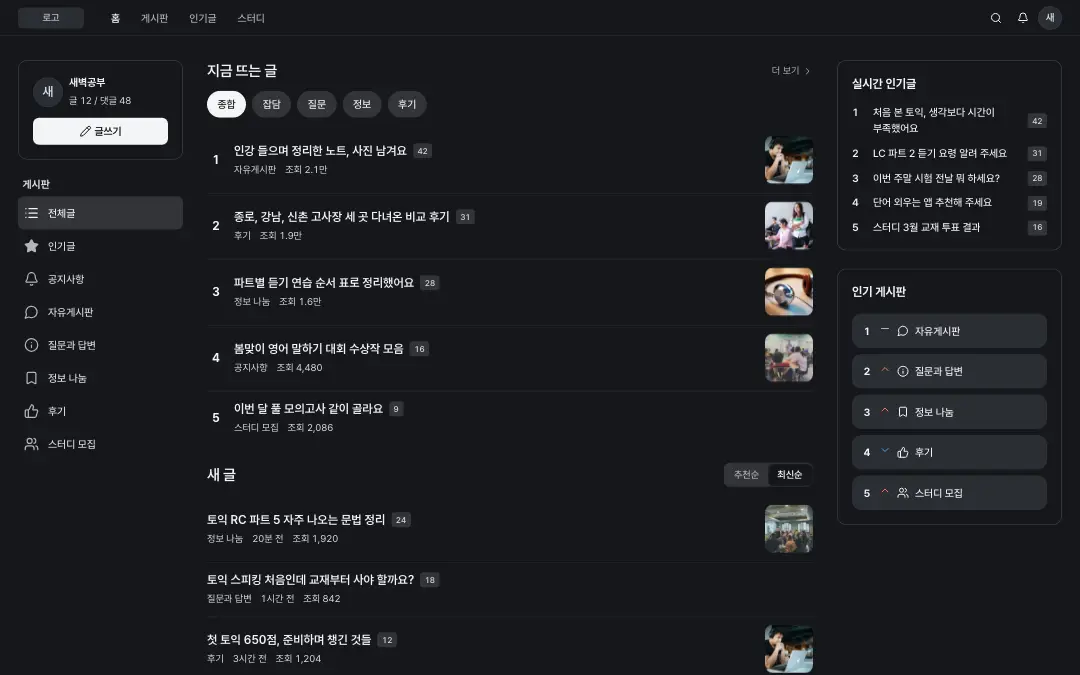 로고
홈
게시판
인기글
스터디
새
새
새벽공부
글 12 / 댓글 48
글쓰기
게시판
전체글
인기글
공지사항
자유게시판
질문과 답변
정보 나눔
후기
스터디 모집
지금 뜨는 글
더 보기
종합
잡담
질문
정보
후기
1
인강 들으며 정리한 노트, 사진 남겨요 42
자유게시판 조회 2.1만
2
종로, 강남, 신촌 고사장 세 곳 다녀온 비교 후기 31
후기 조회 1.9만
3
파트별 듣기 연습 순서 표로 정리했어요 28
정보 나눔 조회 1.6만
4
봄맞이 영어 말하기 대회 수상작 모음 16
공지사항 조회 4,480
5
이번 달 풀 모의고사 같이 골라요 9
스터디 모집 조회 2,086
새 글
추천순
최신순
토익 RC 파트 5 자주 나오는 문법 정리 24
정보 나눔 20분 전 조회 1,920
토익 스피킹 처음인데 교재부터 사야 할까요? 18
질문과 답변 1시간 전 조회 842
첫 토익 650점, 준비하며 챙긴 것들 12
후기 3시간 전 조회 1,204
실시간 인기글
1 처음 본 토익, 생각보다 시간이
부족했어요 42
2 LC 파트 2 듣기 요령 알려 주세요 31
3 이번 주말 시험 전날 뭐 하세요? 28
4 단어 외우는 앱 추천해 주세요 19
5 스터디 3월 교재 투표 결과 16
인기 게시판
1 자유게시판
2 질문과 답변
3 정보 나눔
4 후기
5 스터디 모집